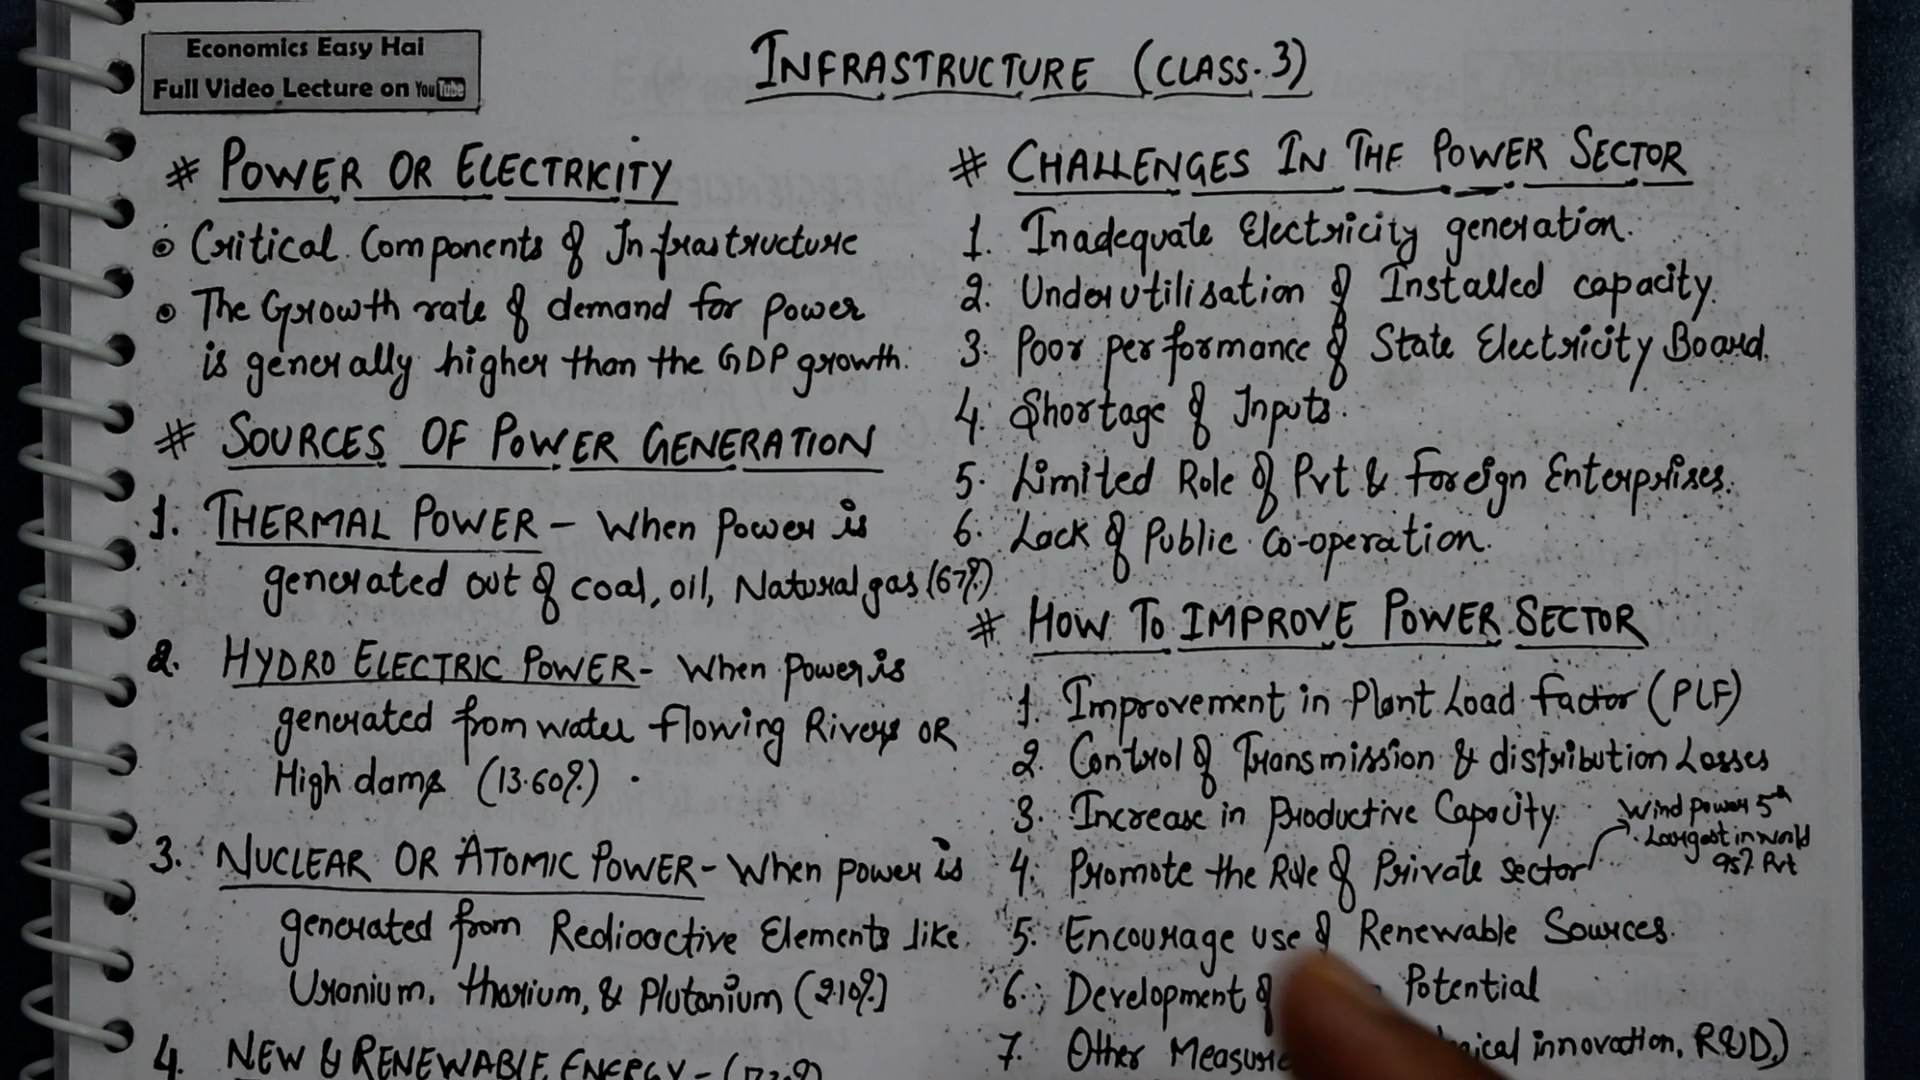 Economics Easy Hai
Full Video Lecture on YouTube
INFRASTRUCTURE (CLASS-3)
# POWER OR ELECTRICITY
Critical Components of Infrastructure
The Growth rate of demand for power
is generally higher than the GDP growth.
# SOURCES OF POWER GENERATION
1. THERMAL POWER - When Power is
generated out of coal, oil, Natural gas (67%)
2. HYDRO ELECTRIC POWER - When Power is
generated from water flowing Rivers OR
High dams (13.60%)
3. NUCLEAR OR ATOMIC POWER - When power is
generated from Redioactive Elements like
Uranium, thorium, & Plutonium (2.10%)
4. NEW & RENEWABLE ENERGY -
# CHALLENGES IN THE POWER SECTOR
1. Inadequate Electricity generation.
2. Underutilisation of Installed capacity.
3. Poor performance of State Electricity Board.
4. Shortage of Inputs.
5. Limited Role of Pvt & Foreign Enterprises.
6. Lack of Public Co-operation.
# HOW TO IMPROVE POWER SECTOR
1. Improvement in Plant Load Factor (PLF)
2. Control of Transmission & distribution Losses
3. Increase in Productive Capacity.
4. Promote the Role of Private sector
Wind power 5th
Largest in world
95% Pvt
5. Encourage use of Renewable Sources.
6. Development of Potential
7. Other innovation, R&D)